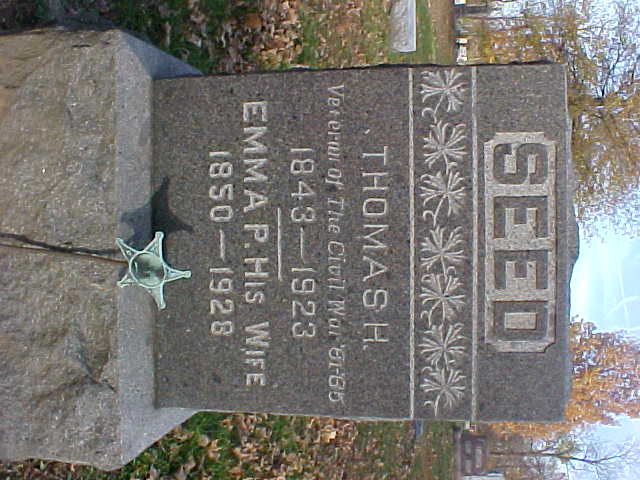 SEED
THOMAS H.
Veteran of The Civil War '61-'65
1843–1923
EMMA P. HIS WIFE
1850–1928